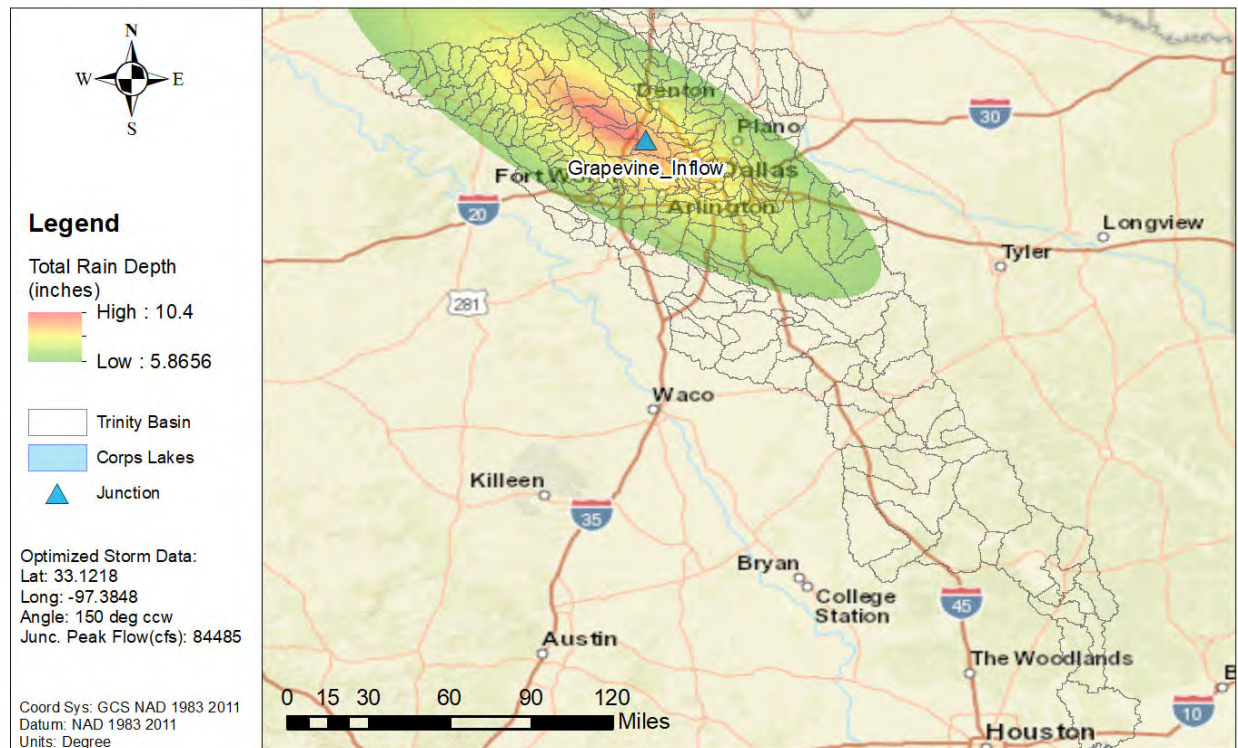 N
W
E
S
Legend
Total Rain Depth
(inches)
High : 10.4
Low : 5.8656
Trinity Basin
Corps Lakes
Junction
Optimized Storm Data:
Lat: 33.1218
Long: -97.3848
Angle: 150 deg ccw
Junc. Peak Flow(cfs): 84485
Coord Sys: GCS NAD 1983 2011
Datum: NAD 1983 2011
Units: Degree
Denton
30
Plano
Grapevine_Inflow
Dallas
Fort W
Arlington
20
Longview
Tyler
281
Waco
Killeen
35
Bryan
College
Station
45
Austin
The Woodlands
B
10
Houston
0 15 30 60 90 120
Miles